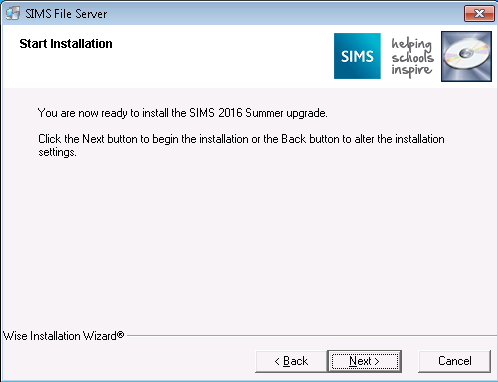 SIMS File Server
Start Installation
SIMS
helping
schools
inspire
You are now ready to install the SIMS 2016 Summer upgrade.
Click the Next button to begin the installation or the Back button to alter the installation
settings.
Wise Installation Wizard®
< Back
Next >
Cancel